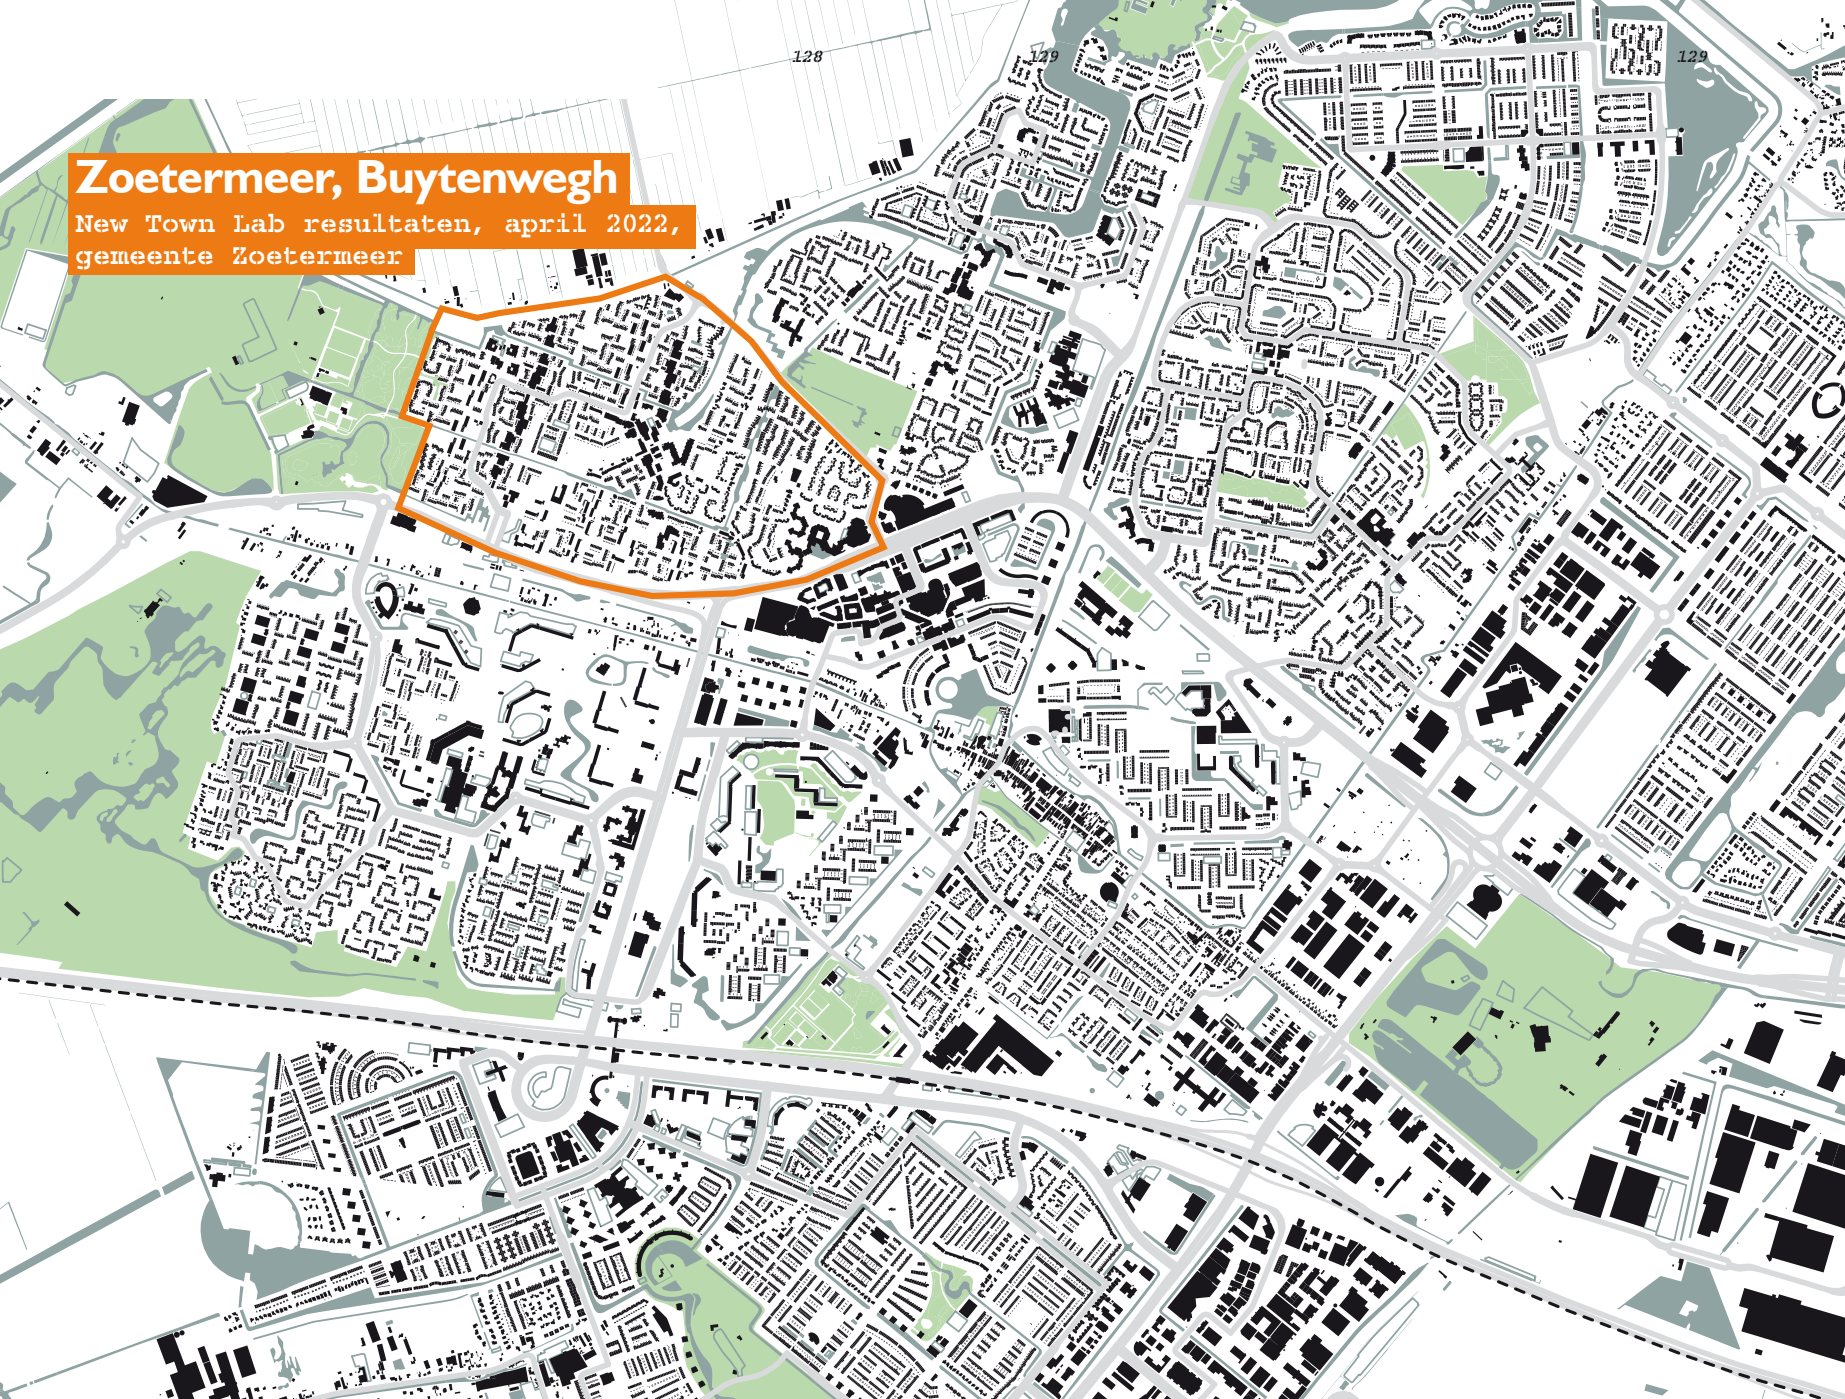 128
129
129
Zoetermeer, Buytenwegh
New Town Lab resultaten, april 2022,
gemeente Zoetermeer